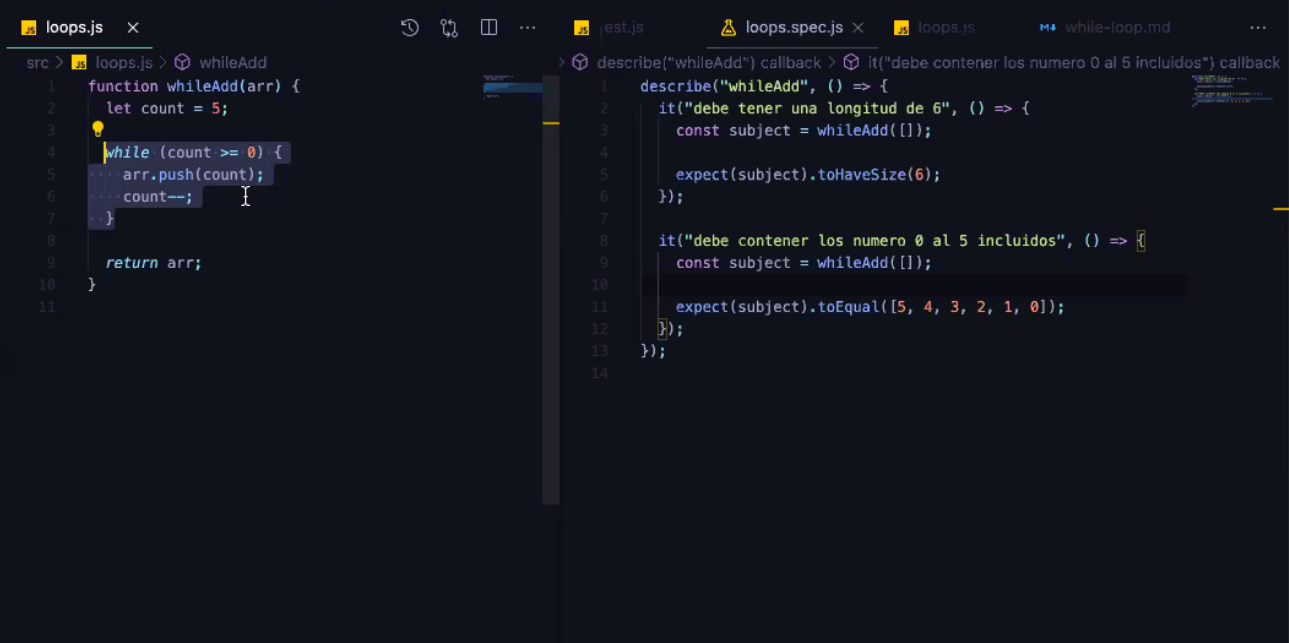 JS loops.js
src > JS loops.js > whileAdd
1 function whileAdd(arr) {
2 let count = 5;
3
4 while (count >= 0) {
5 arr.push(count);
6 count--;
7 }
8
9 return arr;
10 }
11
JS est.js loops.spec.js JS loops.js while-loop.md
> describe("whileAdd") callback > it("debe contener los numero 0 al 5 incluidos") callback
1 describe("whileAdd", () => {
2 it("debe tener una longitud de 6", () => {
3 const subject = whileAdd([]);
4
5 expect(subject).toHaveSize(6);
6 });
7
8 it("debe contener los numero 0 al 5 incluidos", () => {
9 const subject = whileAdd([]);
10
11 expect(subject).toEqual([5, 4, 3, 2, 1, 0]);
12 });
13 });
14